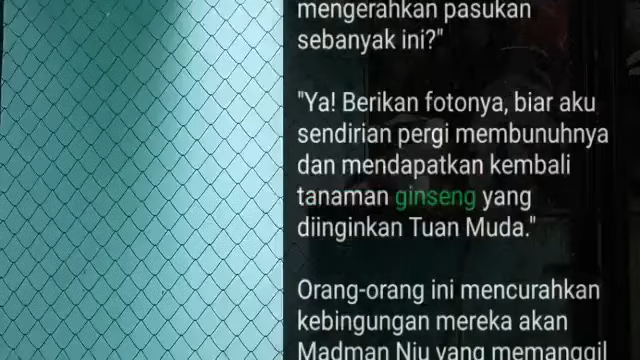 mengerahkan pasukan
sebanyak ini?"
"Ya! Berikan fotonya, biar aku
sendirian pergi membunuhnya
dan mendapatkan kembali
tanaman ginseng yang
diinginkan Tuan Muda."
Orang-orang ini mencurahkan
kebingungan mereka akan
Madman Niu yang memanggil